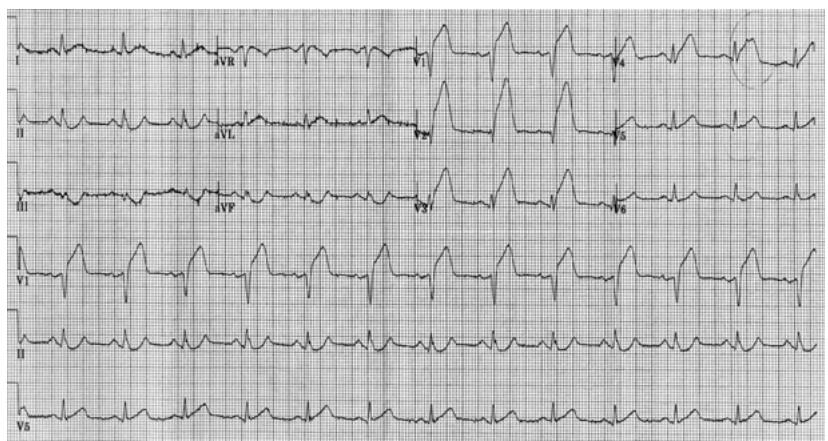 I aVR V1 V4
II aVL V2 V5
III aVF V3 V6
V1
II
V5